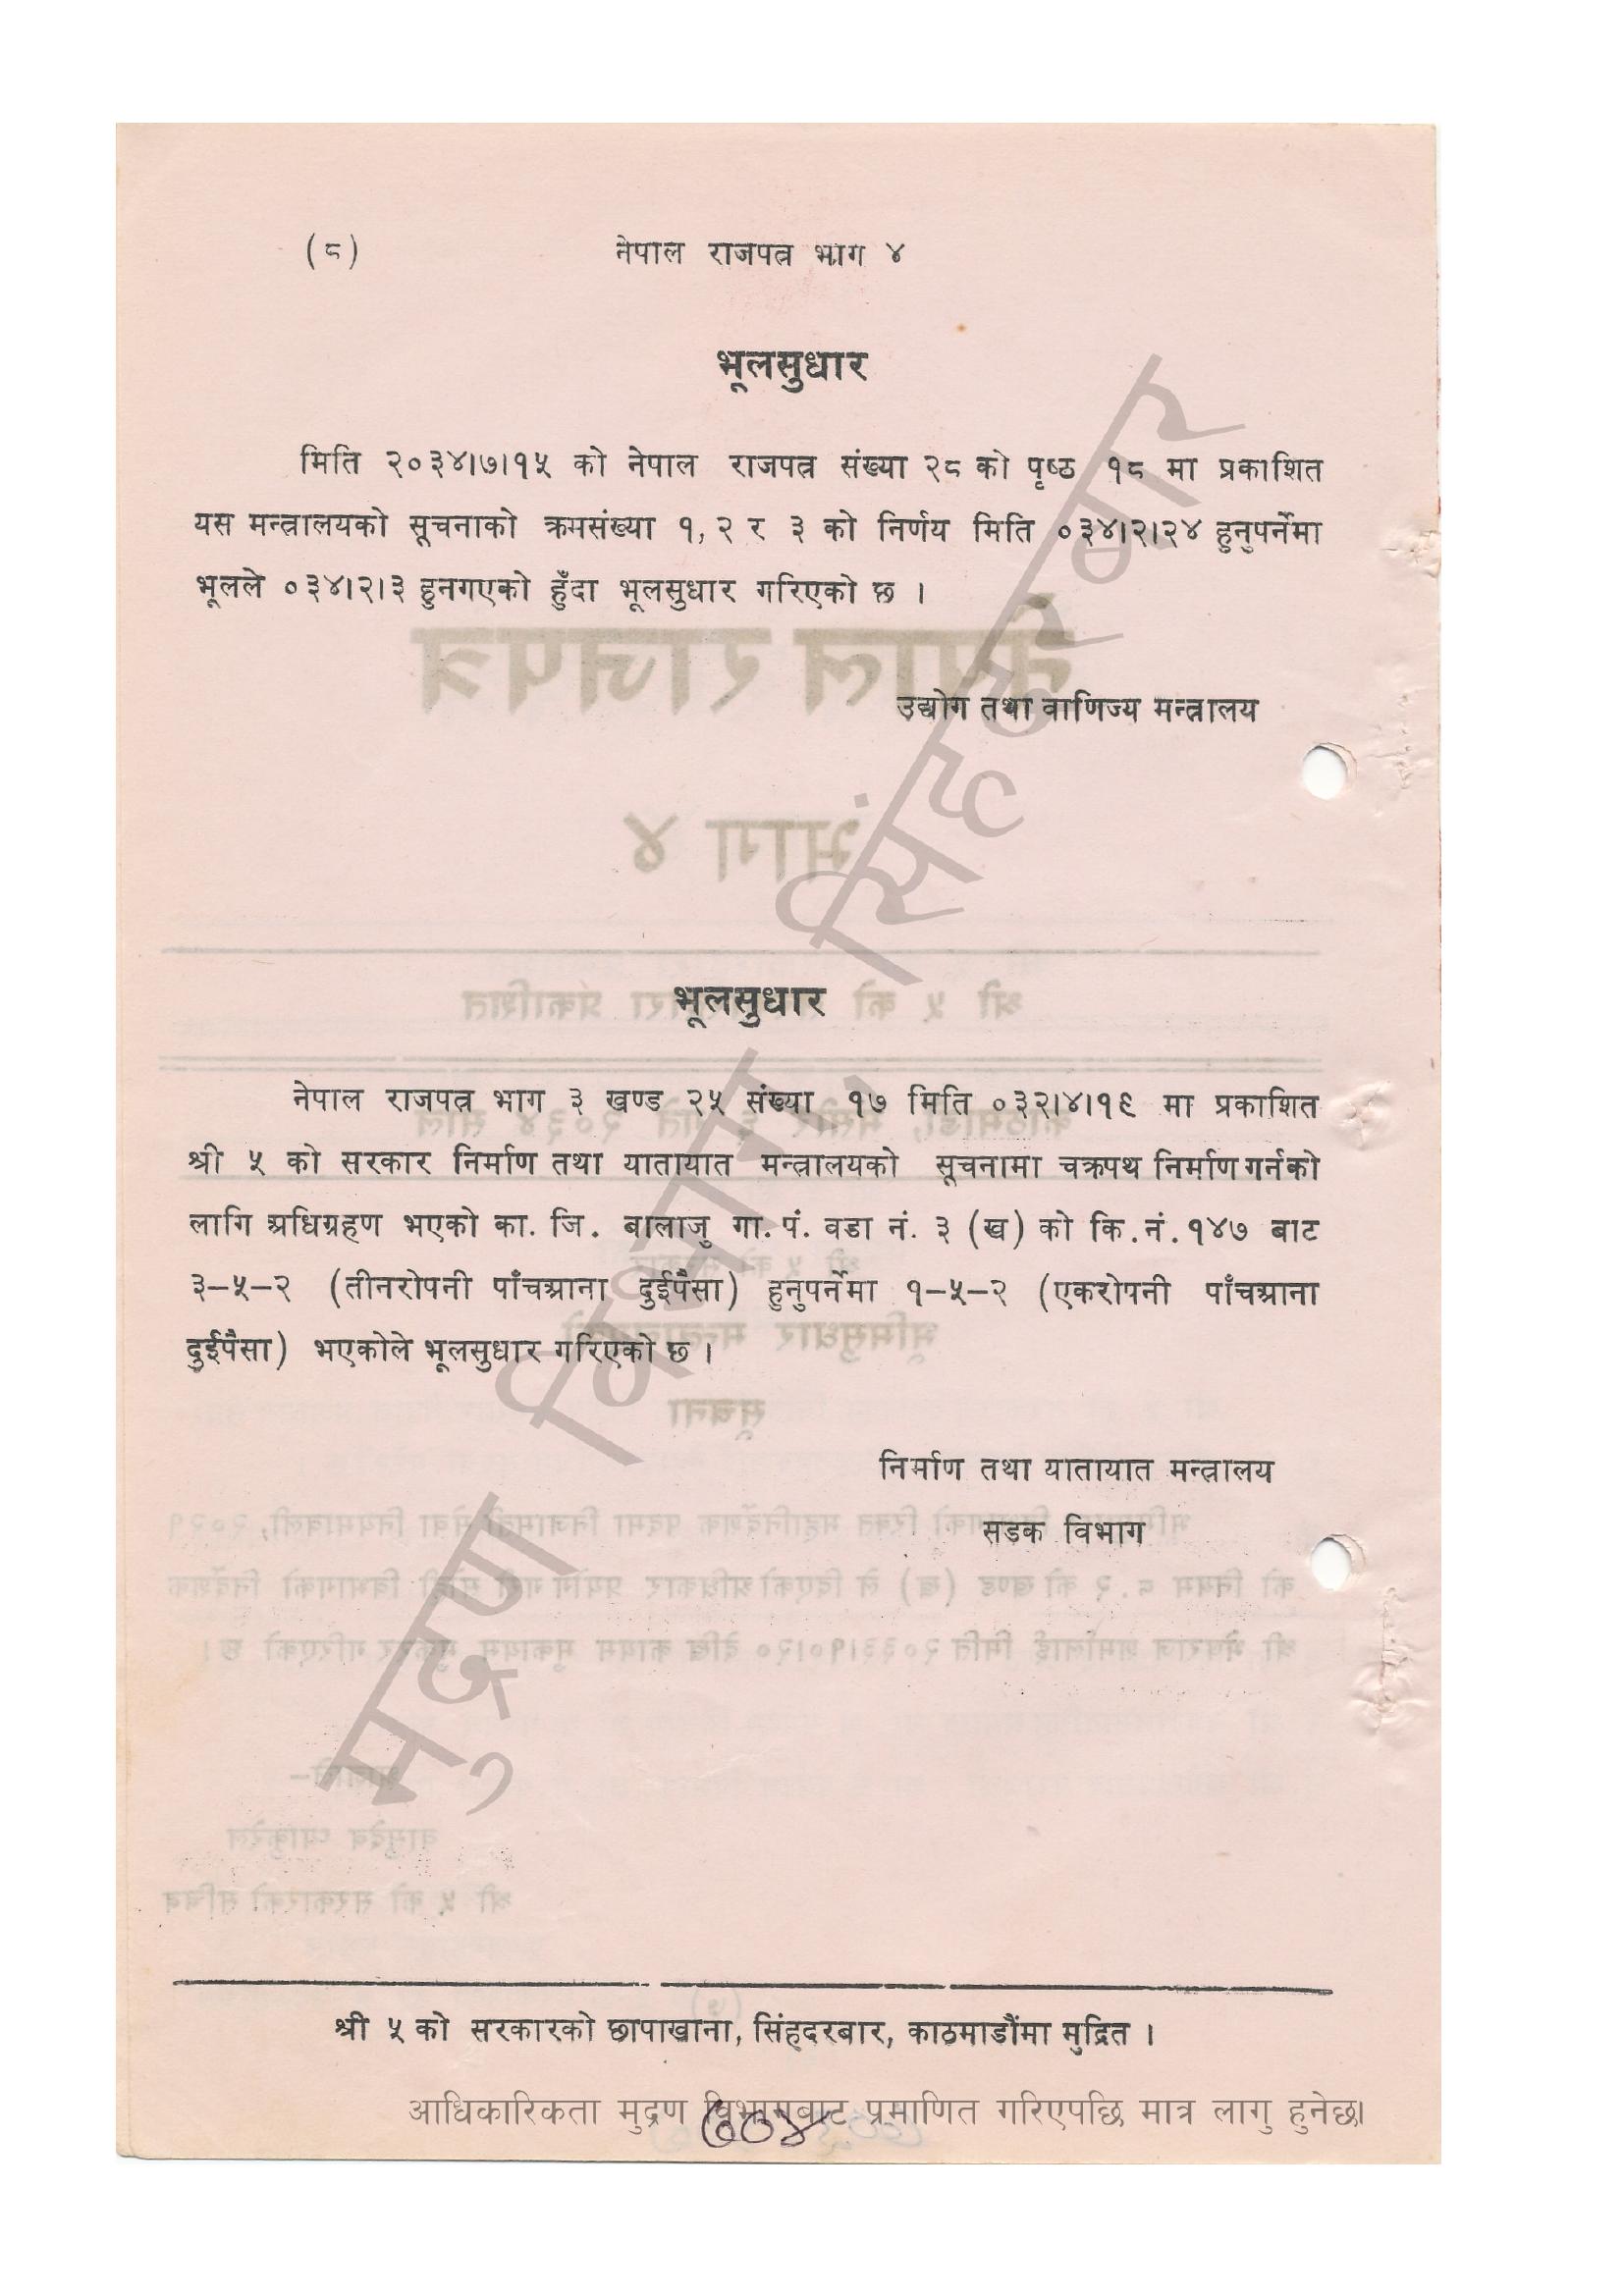 (८) नेपाल राजपत्र भाग ४
भूलसुधार
मिति २०३४।७।१५ को नेपाल राजपत्र संख्या २८ को पृष्ठ १८ मा प्रकाशित
यस मन्त्रालयको सूचनाको क्रमसंख्या १, २ र ३ को निर्णय मिति ०३४।२।२४ हुनुपर्नेमा
भूलले ०३४।२।३ हुनगएको हुँदा भूलसुधार गरिएको छ ।
उद्योग तथा वाणिज्य मन्त्रालय
भूलसुधार
नेपाल राजपत्र भाग ३ खण्ड २५ संख्या १७ मिति ०३२।४।१९ मा प्रकाशित
श्री ५ को सरकार निर्माण तथा यातायात मन्त्रालयको सूचनामा चक्रपथ निर्माण गर्नको
लागि अधिग्रहण भएको का. जि. बालाजु गा. पं. वडा नं. ३ (ख) को कि. नं. १४७ बाट
३–५–२ (तीनरोपनी पाँचआना दुईपैसा) हुनुपर्नेमा १–५–२ (एकरोपनी पाँचआना
दुईपैसा) भएकोले भूलसुधार गरिएको छ ।
निर्माण तथा यातायात मन्त्रालय
सडक विभाग
मुद्रण विभाग, सिंहदरबार
श्री ५ को सरकारको छापाखाना, सिंहदरबार, काठमाडौंमा मुद्रित ।
आधिकारिकता मुद्रण विभागबाट प्रमाणित गरिएपछि मात्र लागु हुनेछ।
७०४